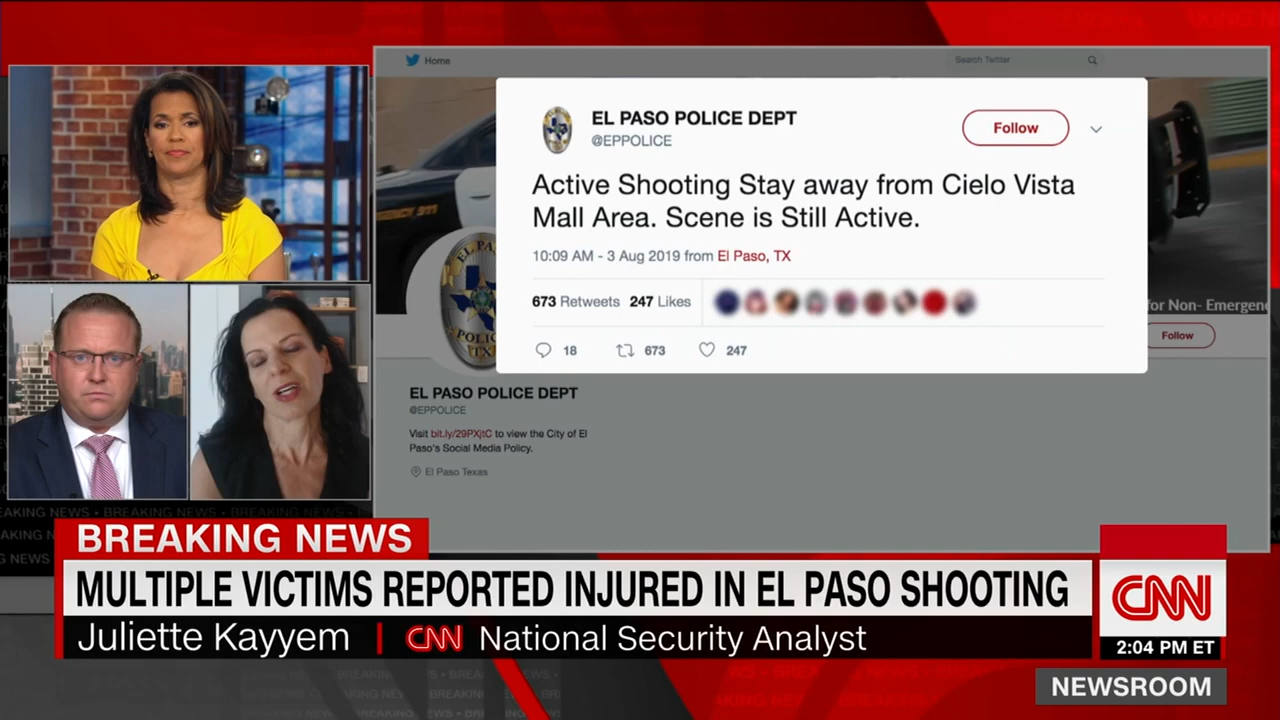 Home
Search Twitter
EL PASO POLICE DEPT
@EPPOLICE
Follow
Active Shooting Stay away from Cielo Vista
Mall Area. Scene is Still Active.
10:09 AM - 3 Aug 2019 from El Paso, TX
673 Retweets 247 Likes
18 673 247
for Non- Emergenc
Follow
EL PASO POLICE DEPT
@EPPOLICE
Visit bit.ly/29PXjtC to view the City of El
Paso's Social Media Policy.
El Paso Texas
BREAKING NEWS
MULTIPLE VICTIMS REPORTED INJURED IN EL PASO SHOOTING
Juliette Kayyem | CNN National Security Analyst
CNN
2:04 PM ET
NEWSROOM